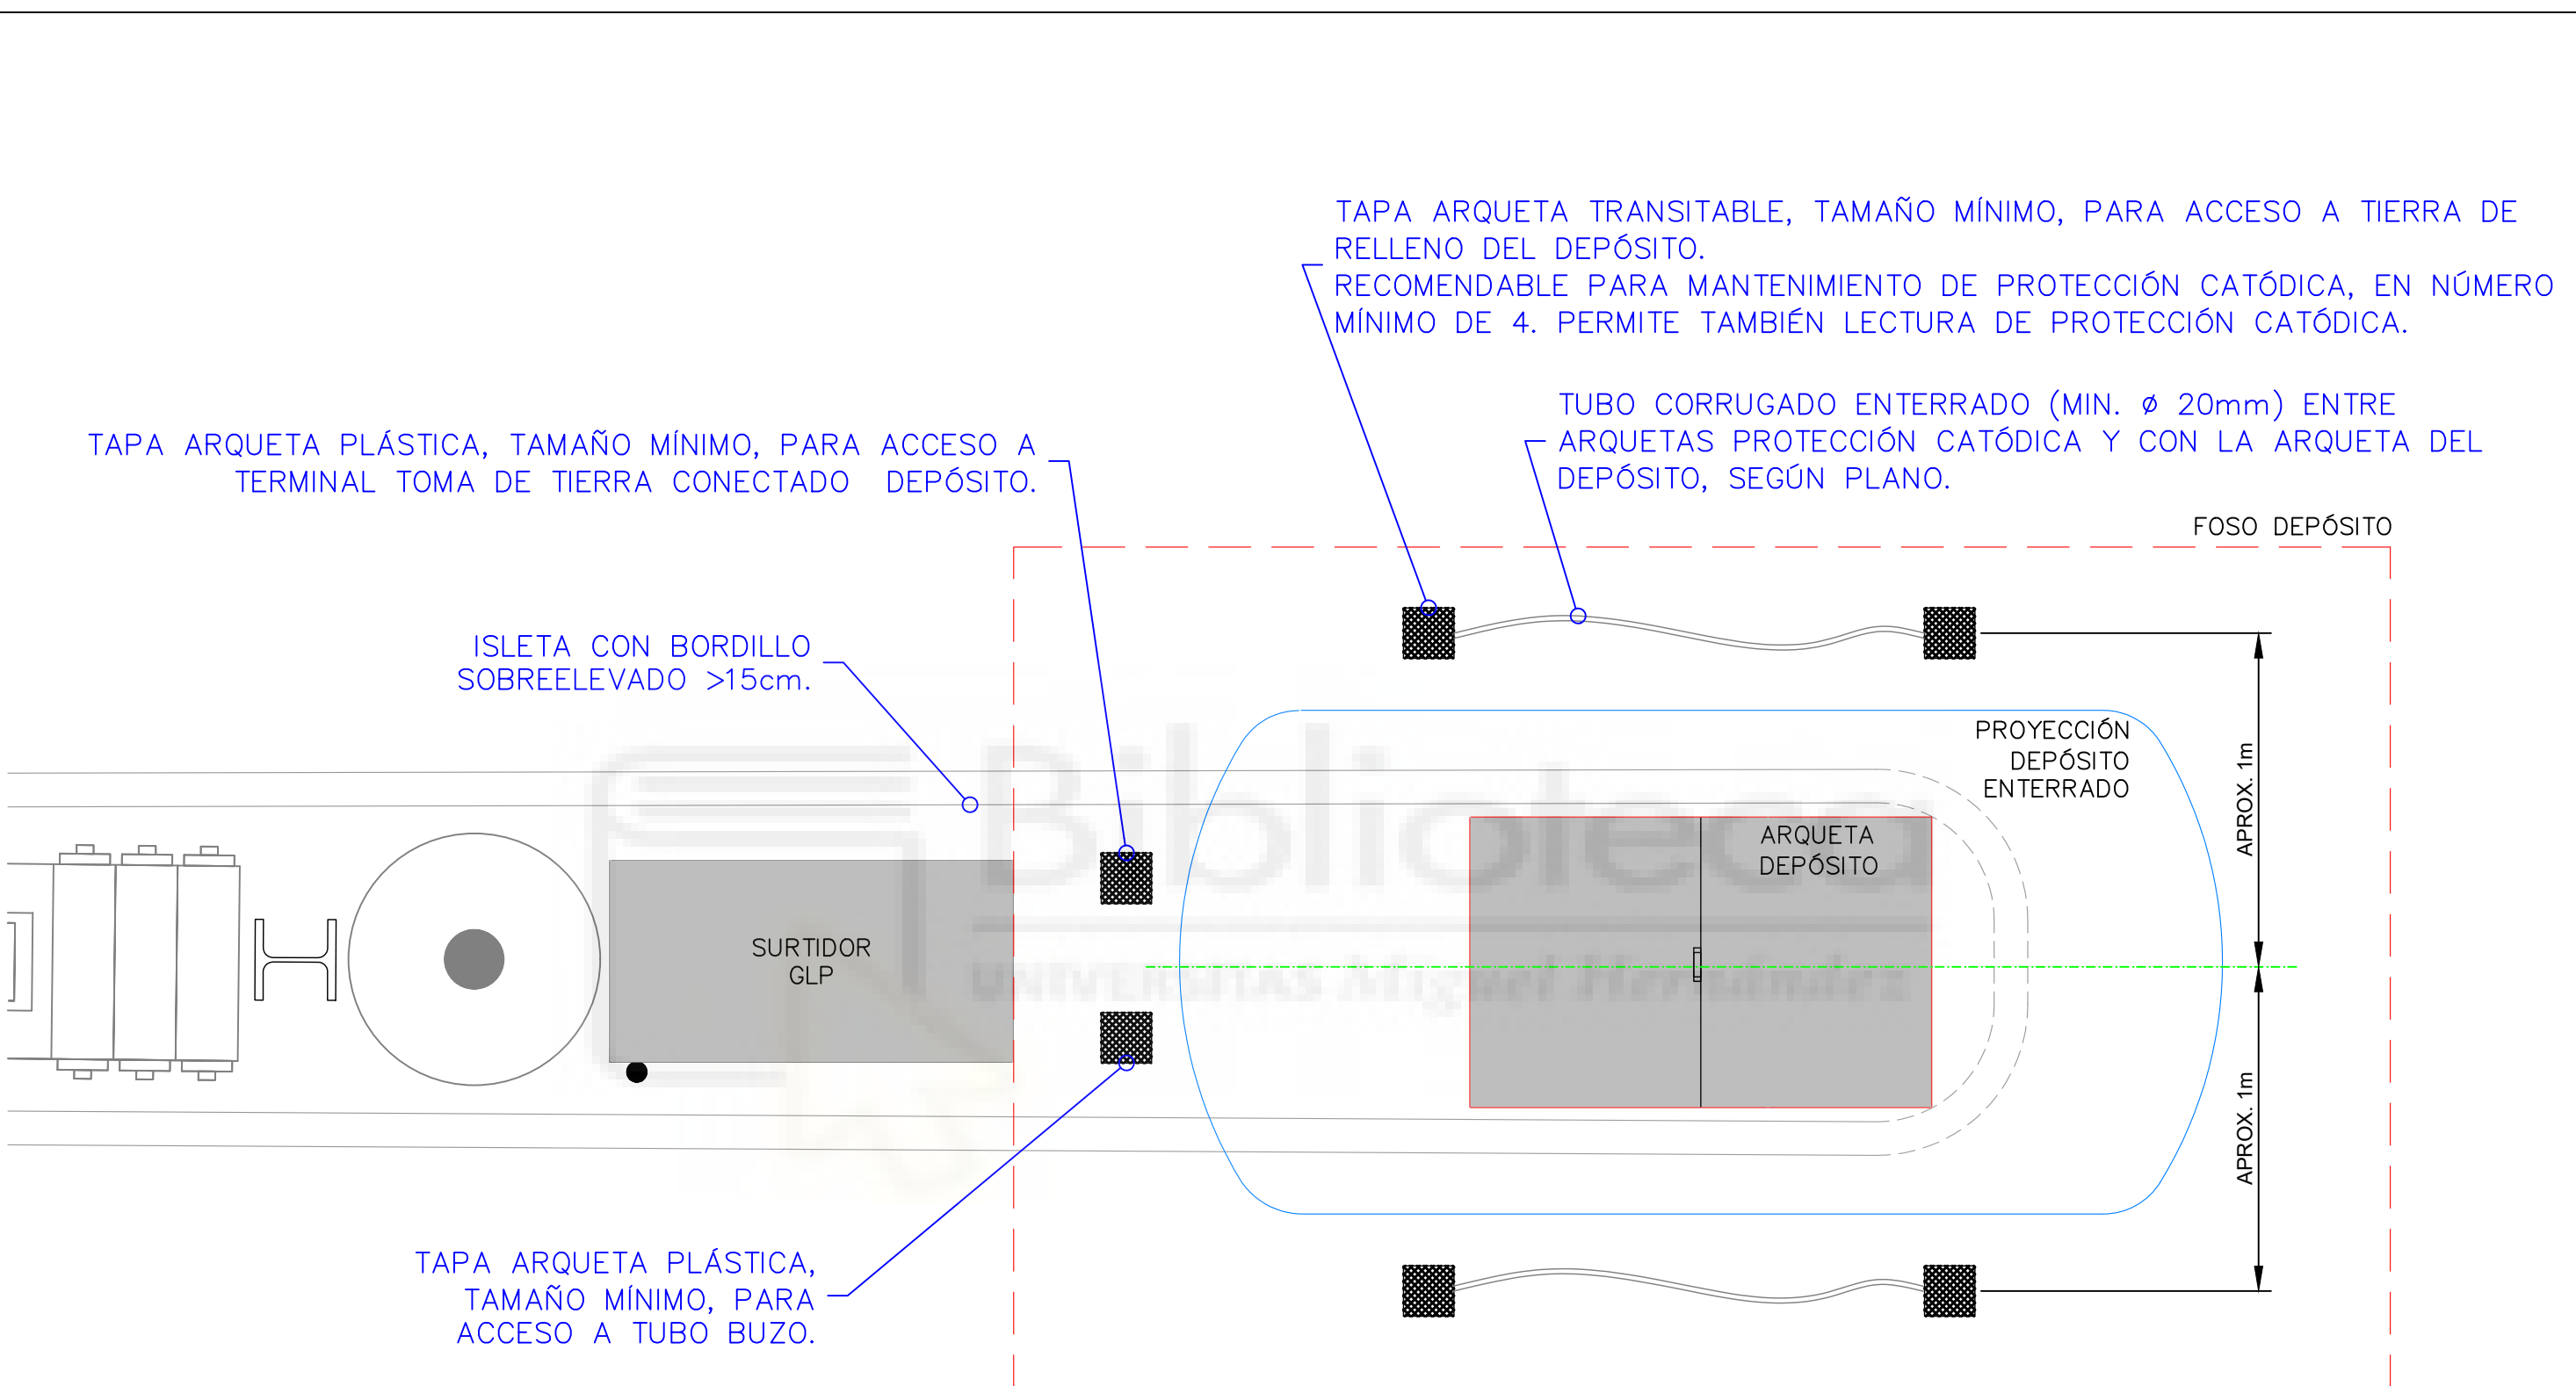 TAPA ARQUETA TRANSITABLE, TAMAÑO MÍNIMO, PARA ACCESO A TIERRA DE
RELLENO DEL DEPÓSITO.
RECOMENDABLE PARA MANTENIMIENTO DE PROTECCIÓN CATÓDICA, EN NÚMERO
MÍNIMO DE 4. PERMITE TAMBIÉN LECTURA DE PROTECCIÓN CATÓDICA.
TUBO CORRUGADO ENTERRADO (MIN. Ø 20mm) ENTRE
ARQUETAS PROTECCIÓN CATÓDICA Y CON LA ARQUETA DEL
DEPÓSITO, SEGÚN PLANO.
TAPA ARQUETA PLÁSTICA, TAMAÑO MÍNIMO, PARA ACCESO A
TERMINAL TOMA DE TIERRA CONECTADO DEPÓSITO.
FOSO DEPÓSITO
ISLETA CON BORDILLO
SOBREELEVADO >15cm.
PROYECCIÓN
DEPÓSITO
ENTERRADO
APROX. 1m
ARQUETA
DEPÓSITO
SURTIDOR
GLP
APROX. 1m
TAPA ARQUETA PLÁSTICA,
TAMAÑO MÍNIMO, PARA
ACCESO A TUBO BUZO.
Biblioteca
UNIVERSITAS Miguel Hernández